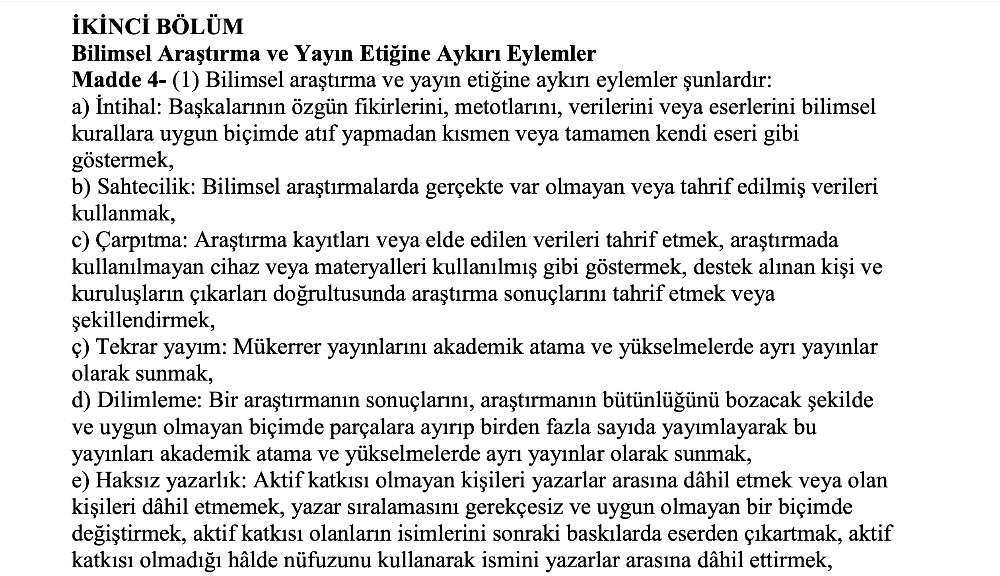 İKİNCİ BÖLÜM
Bilimsel Araştırma ve Yayın Etiğine Aykırı Eylemler
Madde 4- (1) Bilimsel araştırma ve yayın etiğine aykırı eylemler şunlardır:
a) İntihal: Başkalarının özgün fikirlerini, metotlarını, verilerini veya eserlerini bilimsel
kurallara uygun biçimde atıf yapmadan kısmen veya tamamen kendi eseri gibi
göstermek,
b) Sahtecilik: Bilimsel araştırmalarda gerçekte var olmayan veya tahrif edilmiş verileri
kullanmak,
c) Çarpıtma: Araştırma kayıtları veya elde edilen verileri tahrif etmek, araştırmada
kullanılmayan cihaz veya materyalleri kullanılmış gibi göstermek, destek alınan kişi ve
kuruluşların çıkarları doğrultusunda araştırma sonuçlarını tahrif etmek veya
şekillendirmek,
ç) Tekrar yayım: Mükerrer yayınlarını akademik atama ve yükselmelerde ayrı yayınlar
olarak sunmak,
d) Dilimleme: Bir araştırmanın sonuçlarını, araştırmanın bütünlüğünü bozacak şekilde
ve uygun olmayan biçimde parçalara ayırıp birden fazla sayıda yayımlayarak bu
yayınları akademik atama ve yükselmelerde ayrı yayınlar olarak sunmak,
e) Haksız yazarlık: Aktif katkısı olmayan kişileri yazarlar arasına dâhil etmek veya olan
kişileri dâhil etmemek, yazar sıralamasını gerekçesiz ve uygun olmayan bir biçimde
değiştirmek, aktif katkısı olanların isimlerini sonraki baskılarda eserden çıkartmak, aktif
katkısı olmadığı hâlde nüfuzunu kullanarak ismini yazarlar arasına dâhil ettirmek,